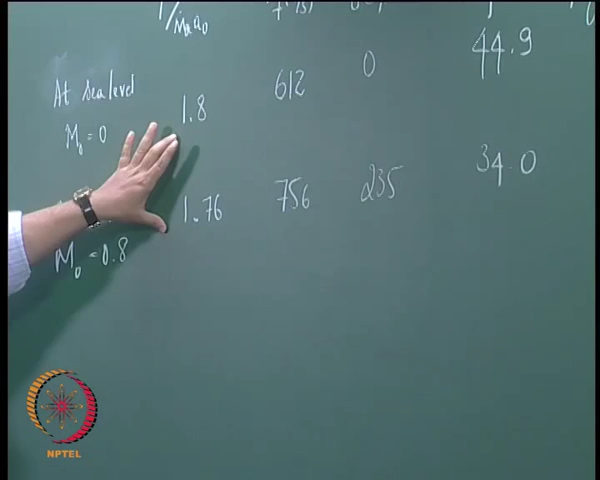 At sea level 1.8 612 0 44.9
M₀ = 0
1.76 756 235 34.0
M₀ = 0.8
NPTEL